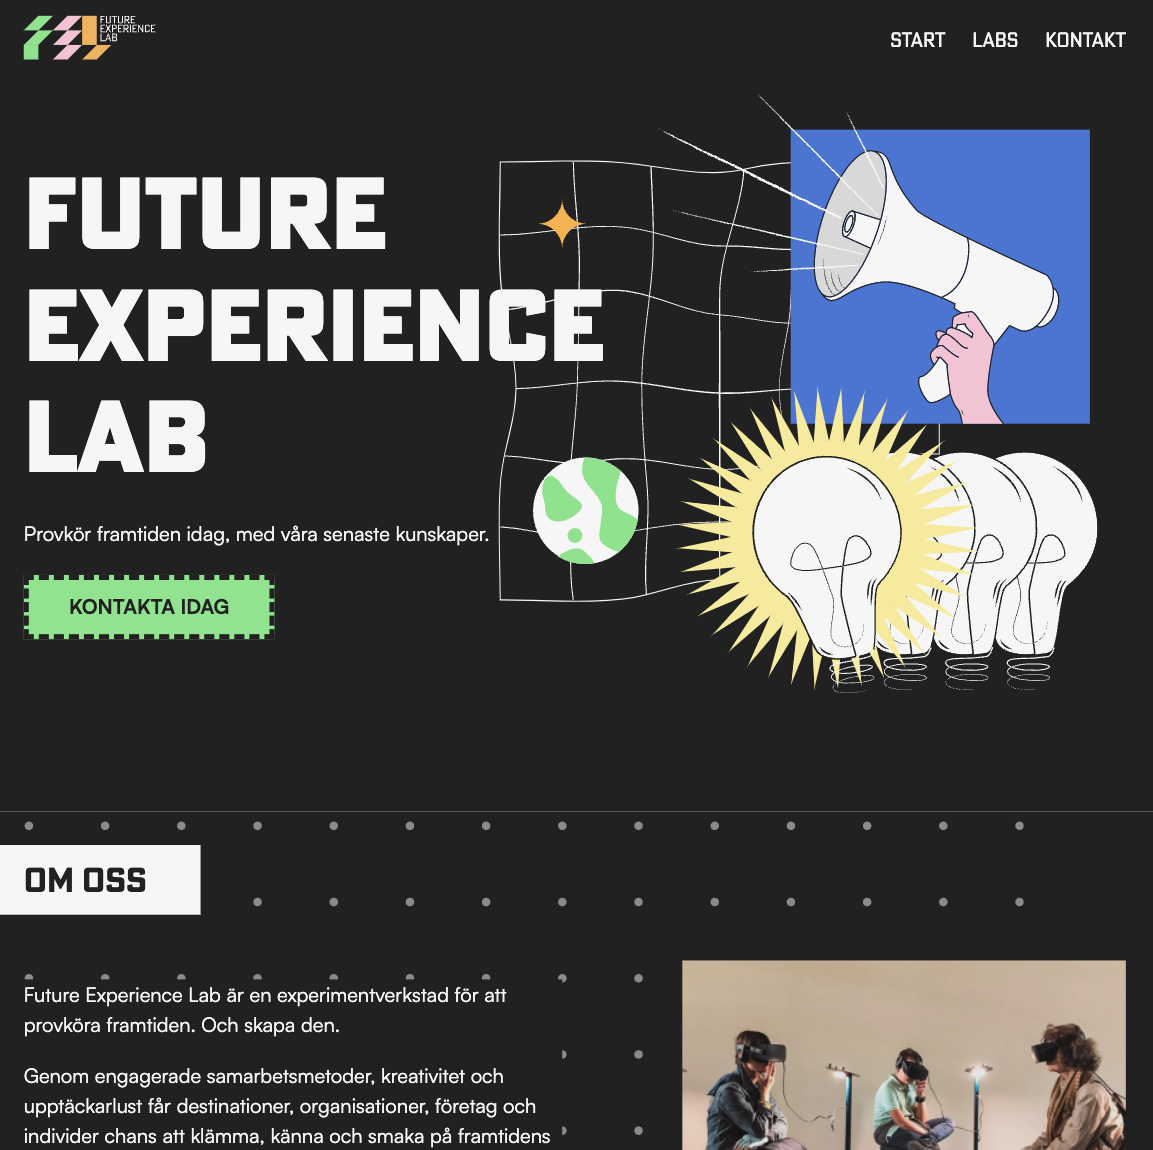 FUTURE
EXPERIENCE
LAB
START LABS KONTAKT
FUTURE
EXPERIENCE
LAB
Provkör framtiden idag, med våra senaste kunskaper.
KONTAKTA IDAG
OM OSS
Future Experience Lab är en experimentverkstad för att
provköra framtiden. Och skapa den.
Genom engagerade samarbetsmetoder, kreativitet och
upptäckarlust får destinationer, organisationer, företag och
individer chans att klämma, känna och smaka på framtidens